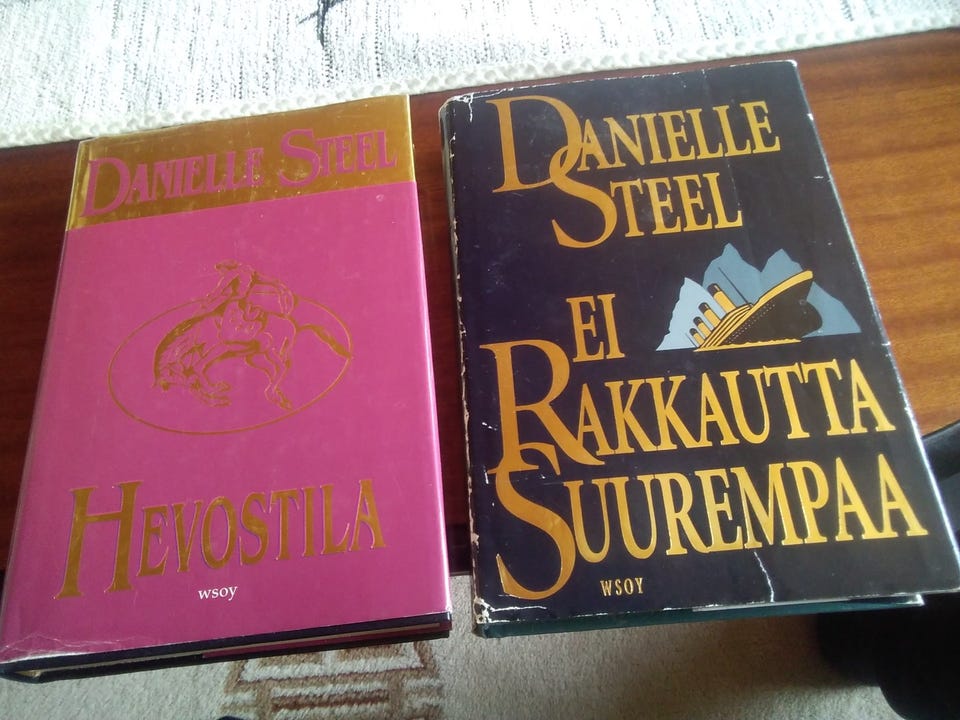 DANIELLE STEEL
HEVOSTILA
wsoy
DANIELLE
STEEL
EI
RAKKAUTTA
SUUREMPAA
WSOY